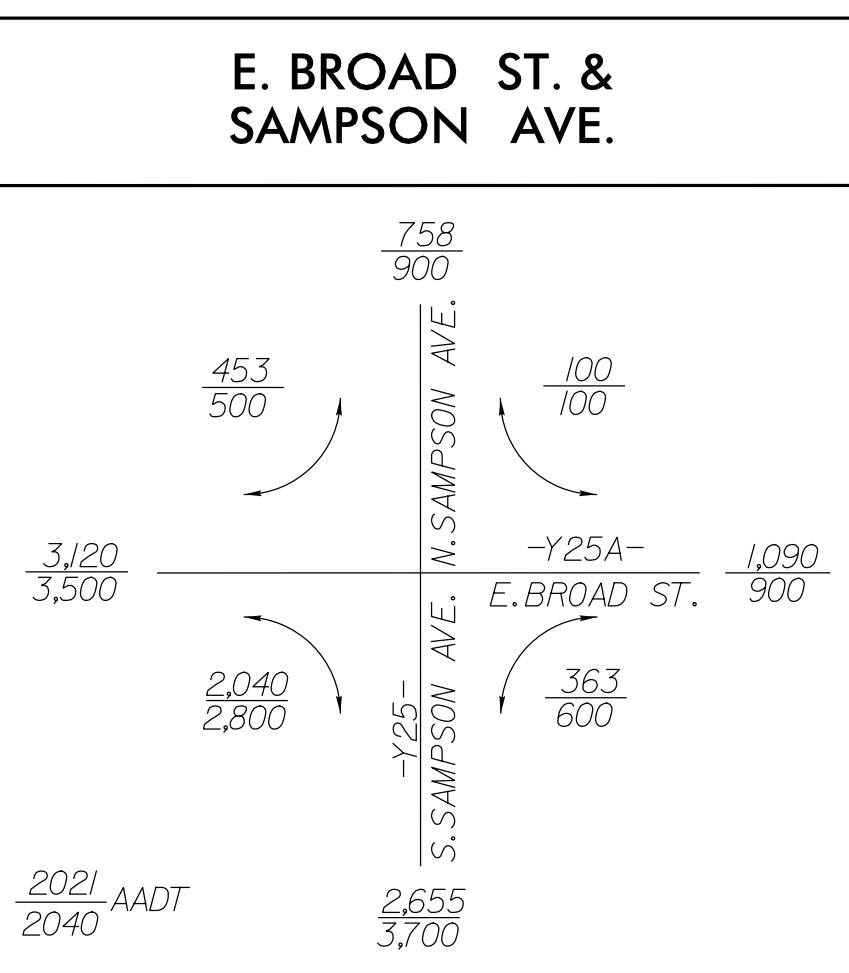 E. BROAD ST. &
SAMPSON AVE.
758
900
453
500
100
100
N. SAMPSON AVE.
3,120
3,500
-Y25A-
E. BROAD ST.
1,090
900
2,040
2,800
-Y25-
S. SAMPSON AVE.
363
600
2021
2040
AADT
2,655
3,700